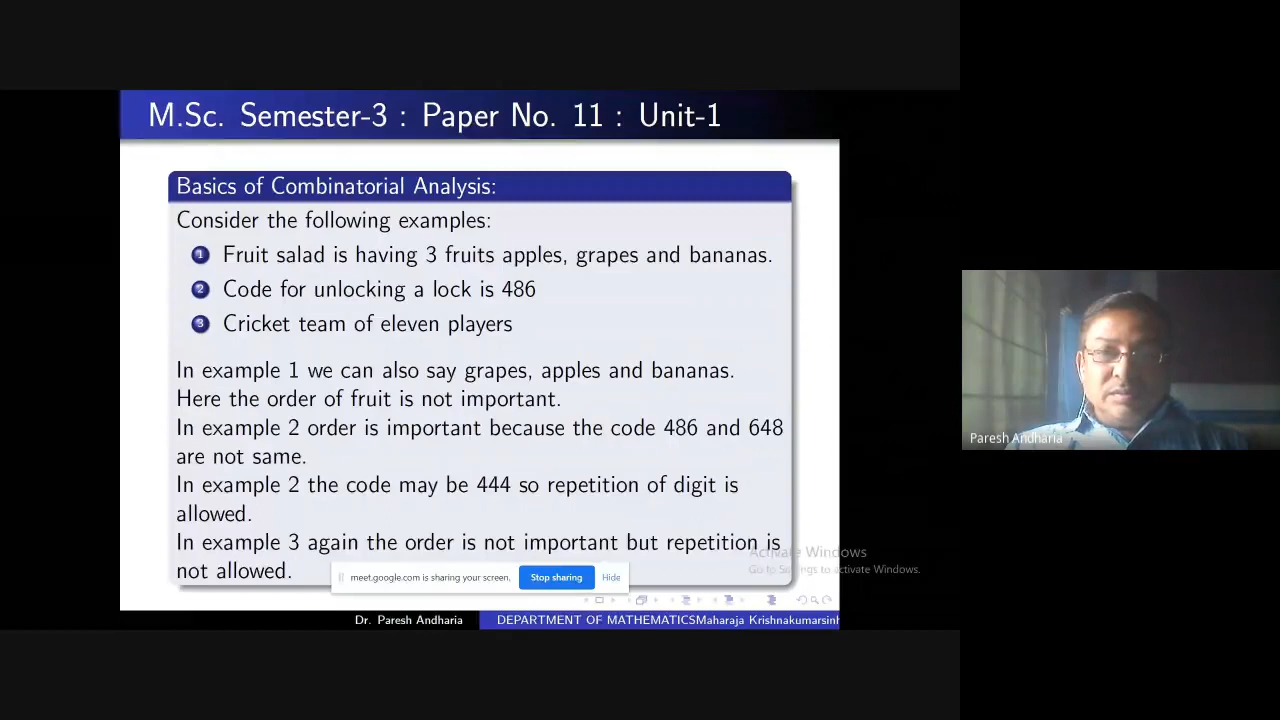 M.Sc. Semester-3 : Paper No. 11 : Unit-1
Basics of Combinatorial Analysis:
Consider the following examples:
1 Fruit salad is having 3 fruits apples, grapes and bananas.
2 Code for unlocking a lock is 486
3 Cricket team of eleven players
In example 1 we can also say grapes, apples and bananas.
Here the order of fruit is not important.
In example 2 order is important because the code 486 and 648
are not same.
In example 2 the code may be 444 so repetition of digit is
allowed.
In example 3 again the order is not important but repetition is
not allowed.
Activate Windows
Go to Settings to activate Windows.
meet.google.com is sharing your screen. Stop sharing Hide
Dr. Paresh Andharia DEPARTMENT OF MATHEMATICSMaharaja Krishnakumarsinh
Paresh Andharia